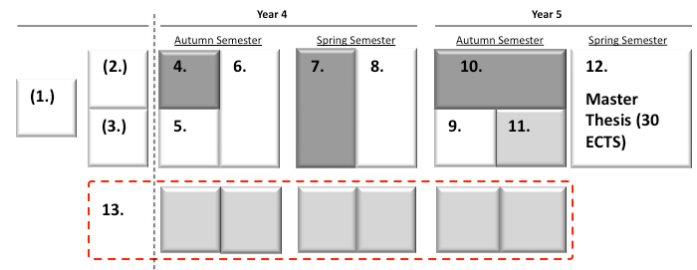 Year 4
Year 5
Autumn Semester
Spring Semester
Autumn Semester
Spring Semester
(1.)
(2.)
(3.)
4.
5.
6.
7.
8.
10.
9.
11.
12.
Master
Thesis (30
ECTS)
13.